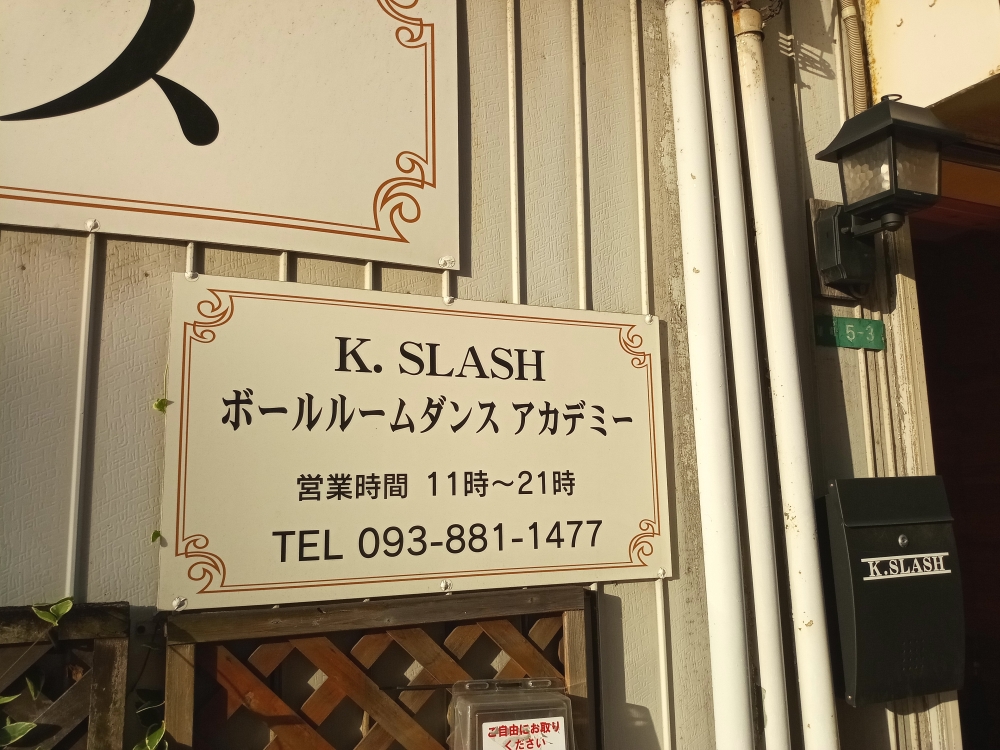 ス
K. SLASH
ボールルームダンス アカデミー
営業時間 11時～21時
TEL 093-881-1477
5-3
K.SLASH
ご自由にお取り
ください